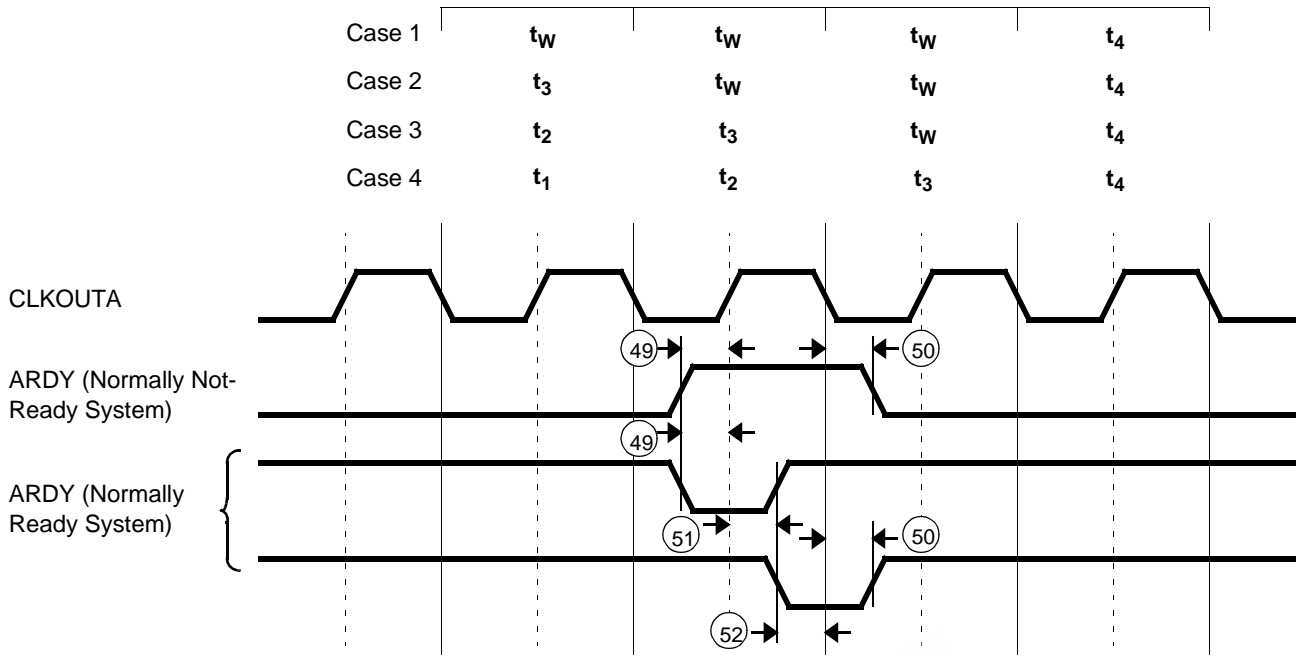 Case 1 tW tW tW t4
Case 2 t3 tW tW t4
Case 3 t2 t3 tW t4
Case 4 t1 t2 t3 t4
CLKOUTA
49 50
ARDY (Normally Not-
Ready System)
49
ARDY (Normally
Ready System)
51 50
52